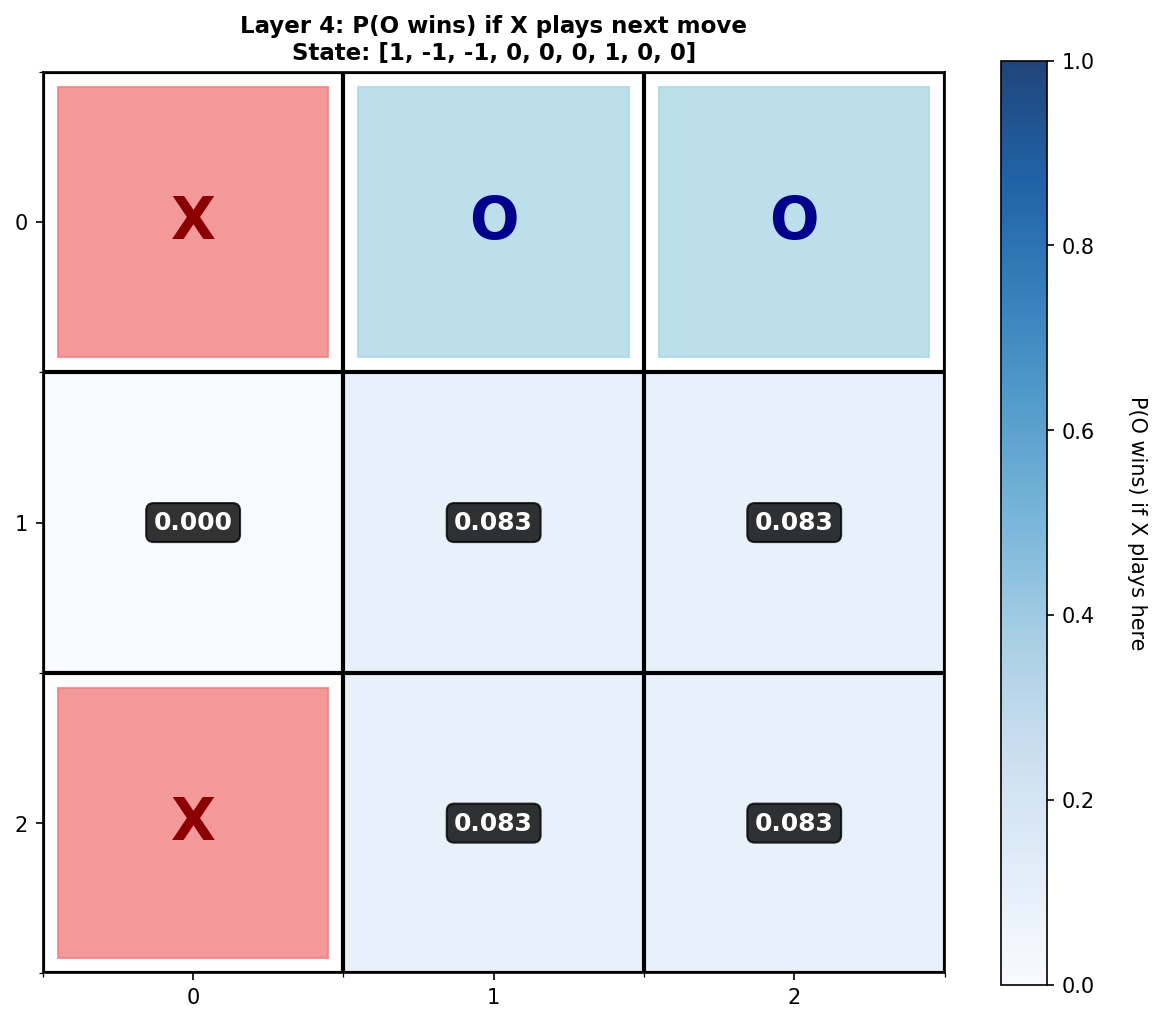 Layer 4: P(O wins) if X plays next move
State: [1, -1, -1, 0, 0, 0, 1, 0, 0]
1.0
0
X
O
O
0.8
0.6
1
0.000
0.083
0.083
P(O wins) if X plays here
0.4
2
X
0.083
0.083
0.2
0.0
0
1
2